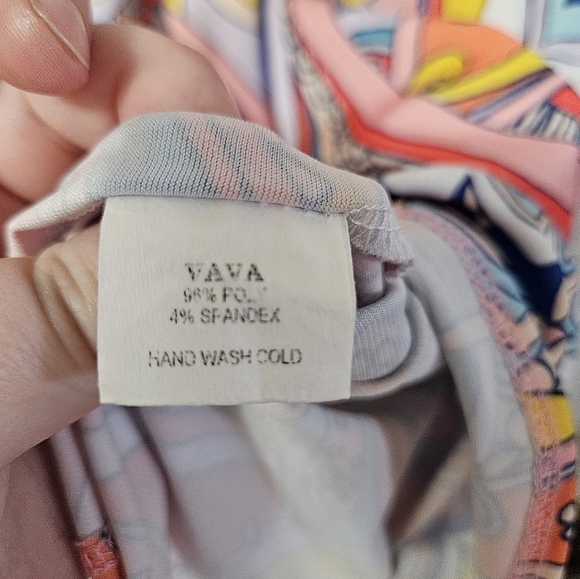 VAVA
96% POLY
4% SPANDEX
HAND WASH COLD